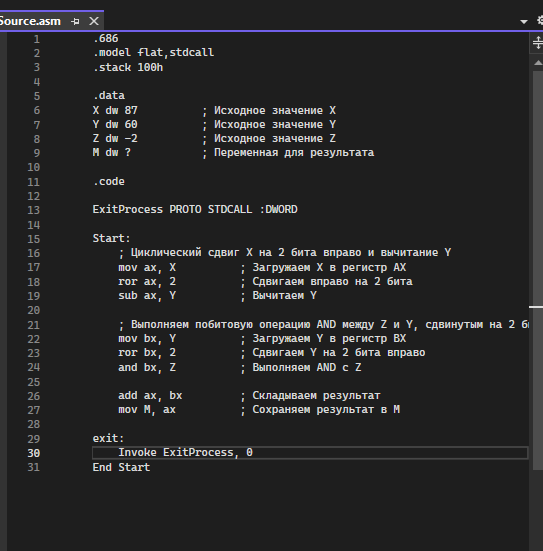 Source.asm
1 .686
2 .model flat,stdcall
3 .stack 100h
4
5 .data
6 X dw 87 ; Исходное значение X
7 Y dw 60 ; Исходное значение Y
8 Z dw -2 ; Исходное значение Z
9 M dw ? ; Переменная для результата
10
11 .code
12
13 ExitProcess PROTO STDCALL :DWORD
14
15 Start:
16 ; Циклический сдвиг X на 2 бита вправо и вычитание Y
17 mov ax, X ; Загружаем X в регистр AX
18 ror ax, 2 ; Сдвигаем вправо на 2 бита
19 sub ax, Y ; Вычитаем Y
20
21 ; Выполняем побитовую операцию AND между Z и Y, сдвинутым на 2 б
22 mov bx, Y ; Загружаем Y в регистр BX
23 ror bx, 2 ; Сдвигаем Y на 2 бита вправо
24 and bx, Z ; Выполняем AND с Z
25
26 add ax, bx ; Складываем результат
27 mov M, ax ; Сохраняем результат в M
28
29 exit:
30 Invoke ExitProcess, 0
31 End Start